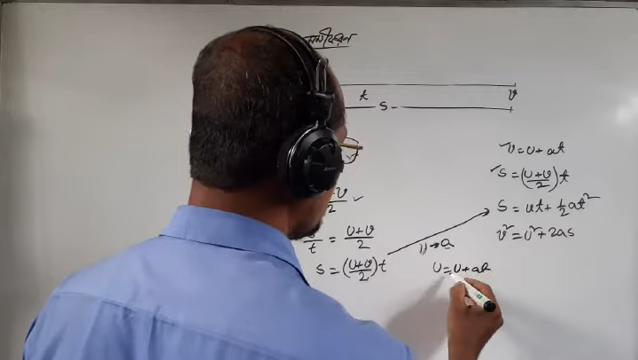 সমীকরণ
t v
s
v = u + at
s = (u+v/2)t
s = ut + ½at²
v² = u² + 2as
/t = u+v/2
s = (u+v/2)t
v = u + at